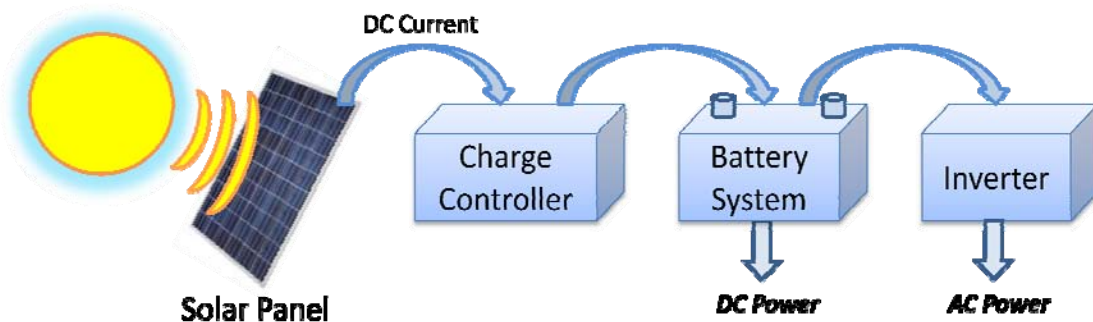 DC Current
Charge
Controller
Battery
System
Inverter
Solar Panel
DC Power
AC Power